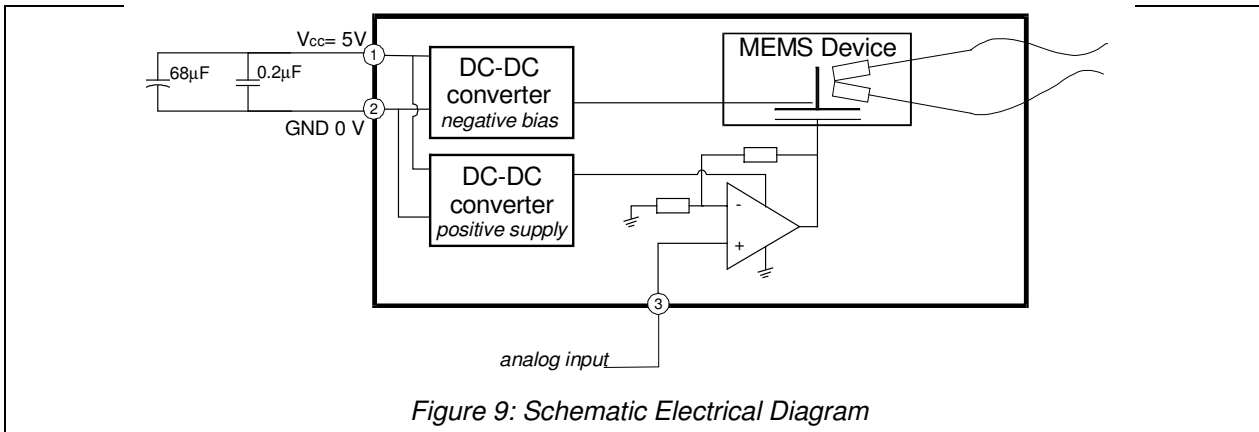 Vcc= 5V
1
68µF
0.2µF
2
GND 0 V
DC-DC
converter
negative bias
DC-DC
converter
positive supply
MEMS Device
-
+
3
analog input
Figure 9: Schematic Electrical Diagram